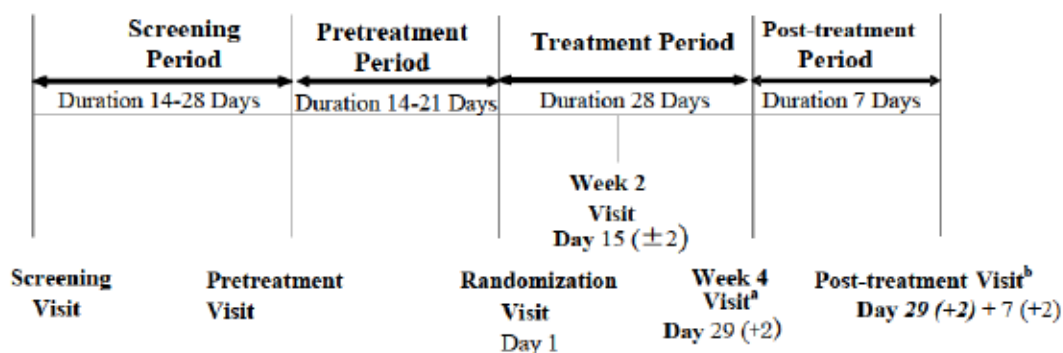 Screening
Period
Pretreatment
Period
Treatment Period
Post-treatment
Period
Duration 14-28 Days
Duration 14-21 Days
Duration 28 Days
Duration 7 Days
Week 2
Visit
Day 15 (±2)
Screening
Visit
Pretreatment
Visit
Randomization
Visit
Day 1
Week 4
Visitᵃ
Day 29 (+2)
Post-treatment Visitᵇ
Day 29 (+2) + 7 (+2)